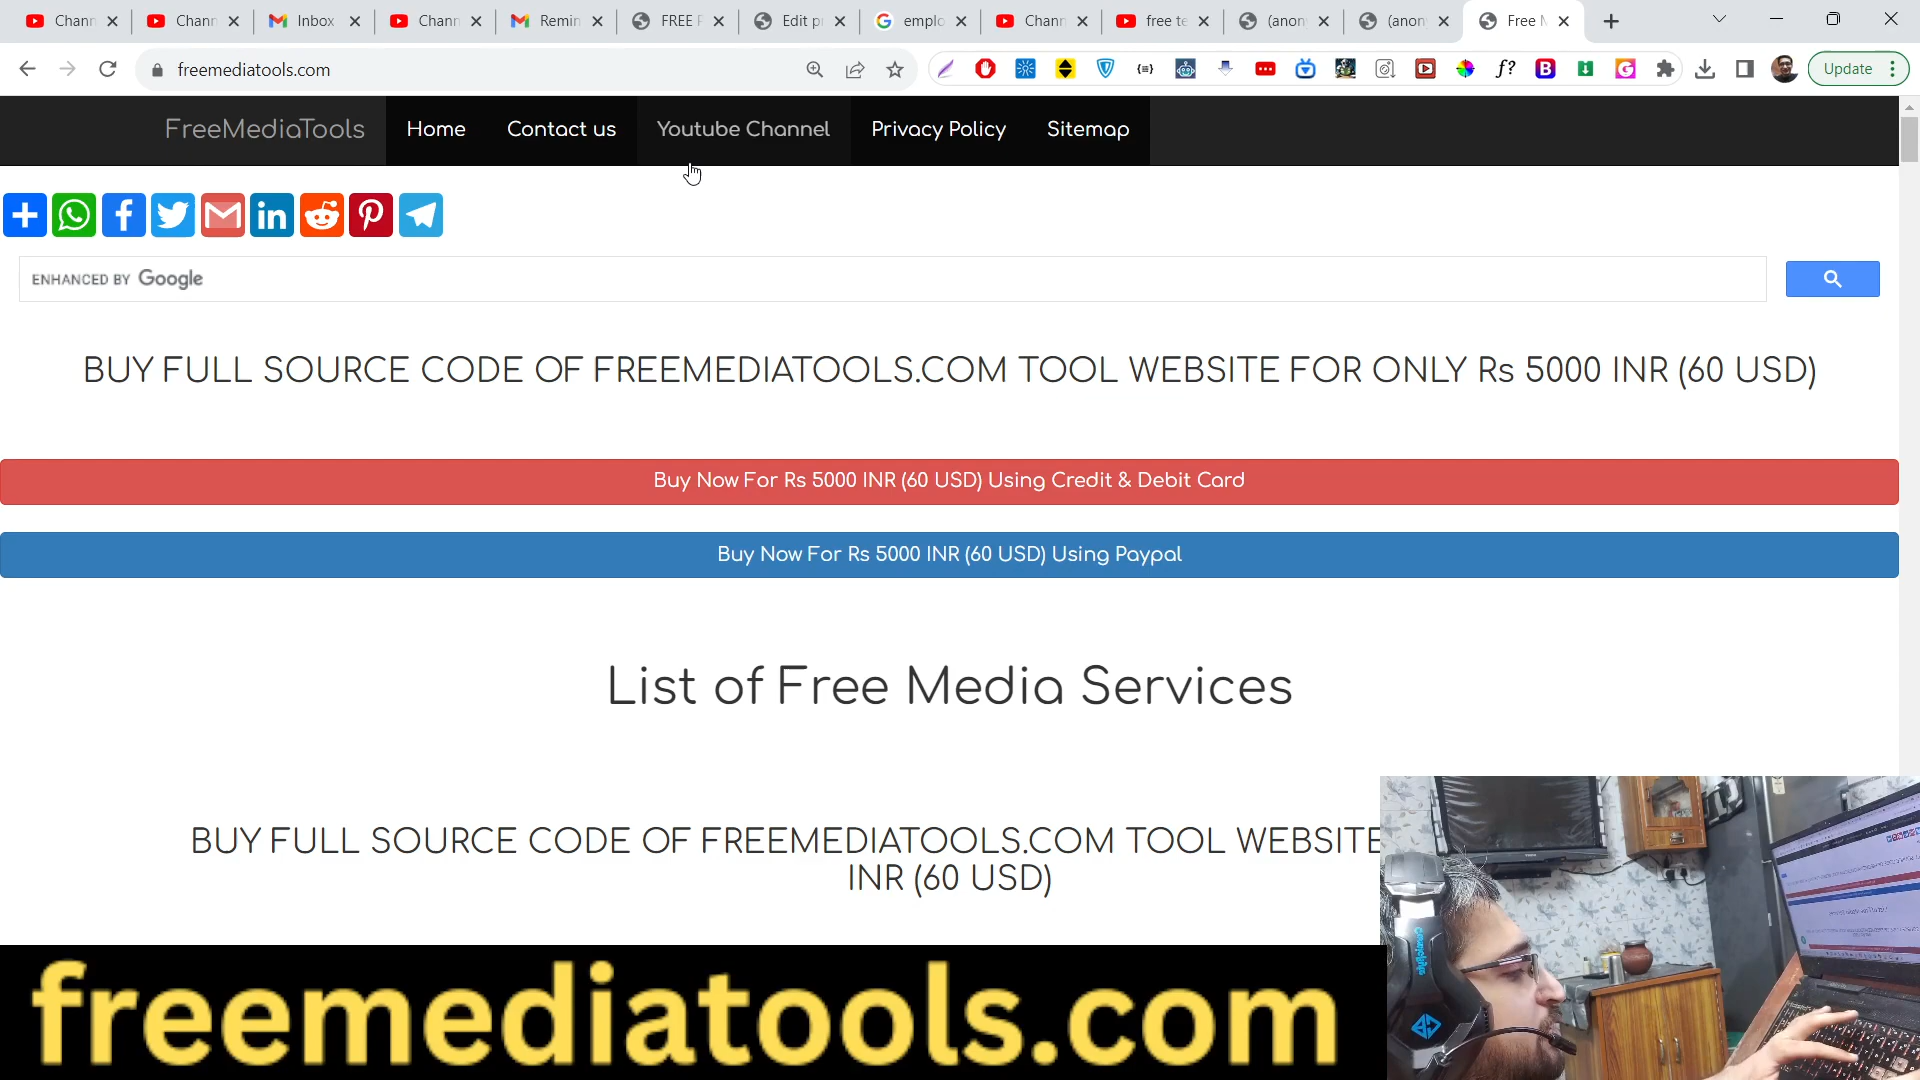 Chann
Chann
Inbox
Chann
Remin
FREE F
Edit p
emplo
Chann
free te
(anon
(anon
Free M
freemediatools.com
Update
FreeMediaTools
Home
Contact us
Youtube Channel
Privacy Policy
Sitemap
ENHANCED BY Google
BUY FULL SOURCE CODE OF FREEMEDIATOOLS.COM TOOL WEBSITE FOR ONLY Rs 5000 INR (60 USD)
Buy Now For Rs 5000 INR (60 USD) Using Credit & Debit Card
Buy Now For Rs 5000 INR (60 USD) Using Paypal
List of Free Media Services
BUY FULL SOURCE CODE OF FREEMEDIATOOLS.COM TOOL WEBSITE
INR (60 USD)
freemediatools.com